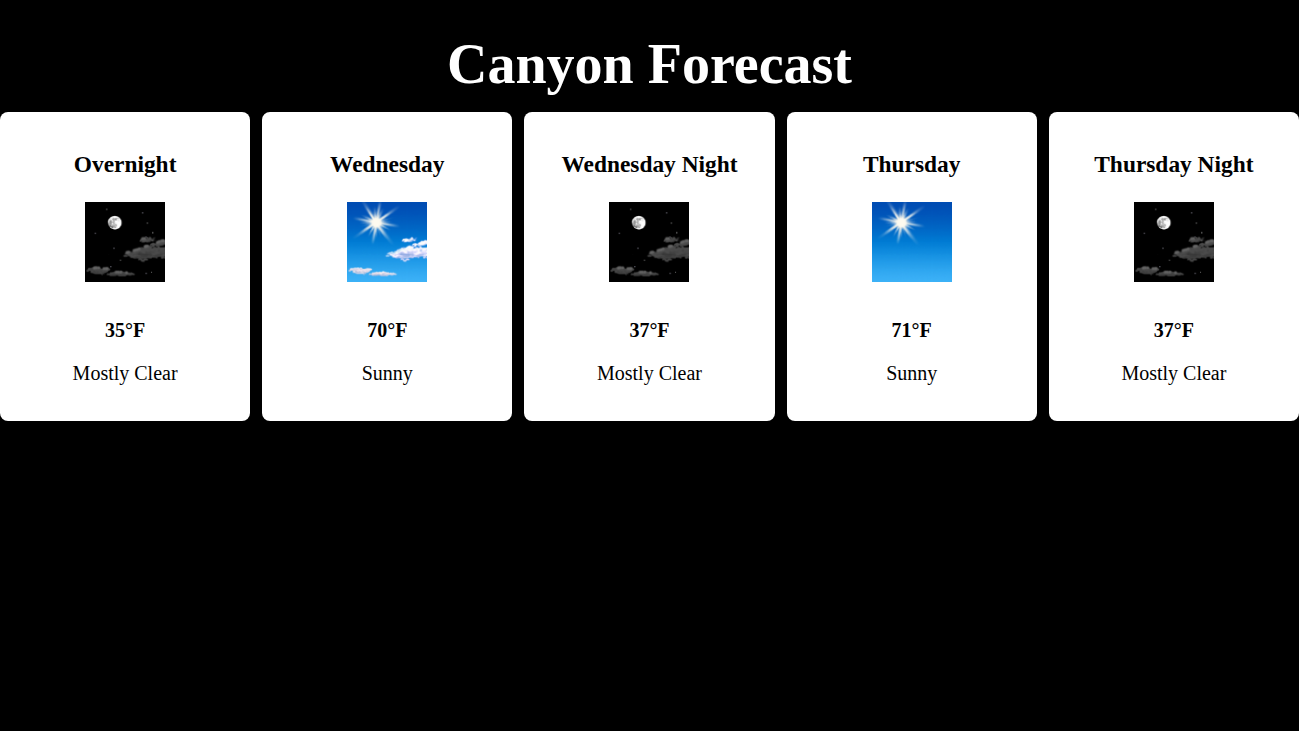 Canyon Forecast
Overnight
35°F
Mostly Clear
Wednesday
70°F
Sunny
Wednesday Night
37°F
Mostly Clear
Thursday
71°F
Sunny
Thursday Night
37°F
Mostly Clear